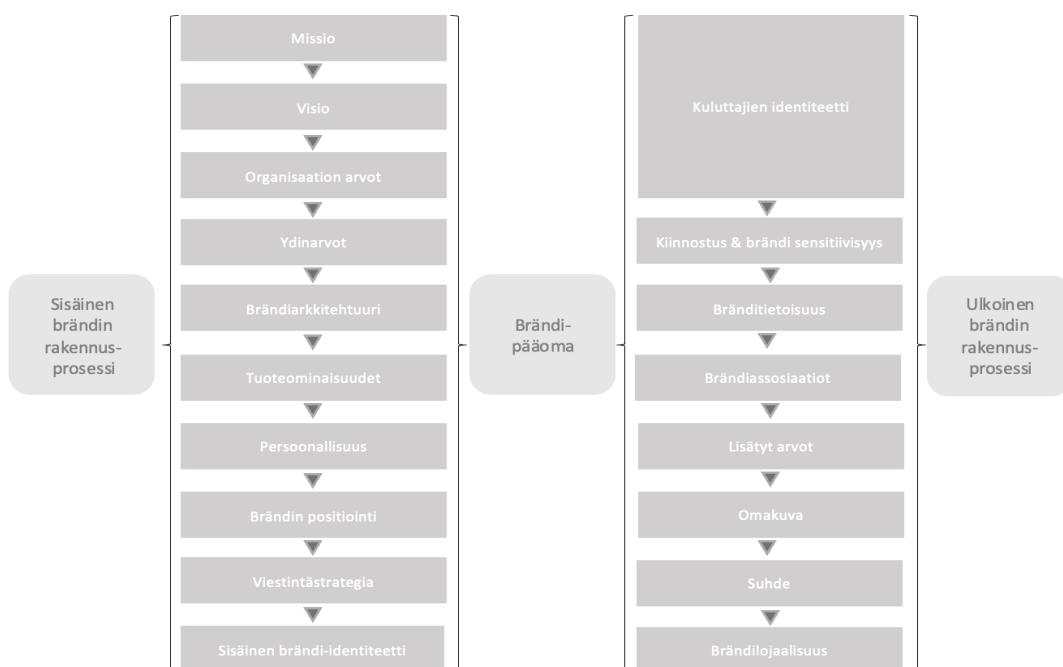 Sisäinen
brändin
rakennus-
prosessi
Missio
Visio
Organisaation arvot
Ydinarvot
Brändiarkkitehtuuri
Tuoteominaisuudet
Persoonallisuus
Brändin positiointi
Viestintästrategia
Sisäinen brändi-identiteetti
Brändi-
pääoma
Kuluttajien identiteetti
Kiinnostus & brändi sensitiivisyys
Bränditietoisuus
Brändiassosiaatiot
Lisätyt arvot
Omakuva
Suhde
Brändilojaalisuus
Ulkoinen
brändin
rakennus-
prosessi